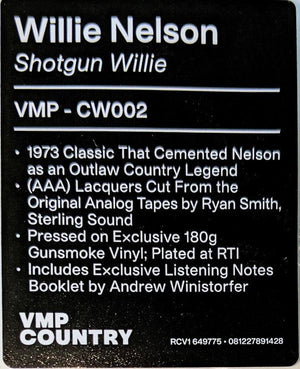 Willie Nelson
Shotgun Willie
VMP - CW002
• 1973 Classic That Cemented Nelson
as an Outlaw Country Legend
• (AAA) Lacquers Cut From the
Original Analog Tapes by Ryan Smith,
Sterling Sound
• Pressed on Exclusive 180g
Gunsmoke Vinyl; Plated at RTI
• Includes Exclusive Listening Notes
Booklet by Andrew Winistorfer
VMP
COUNTRY
RCV1 649775 • 081227891428